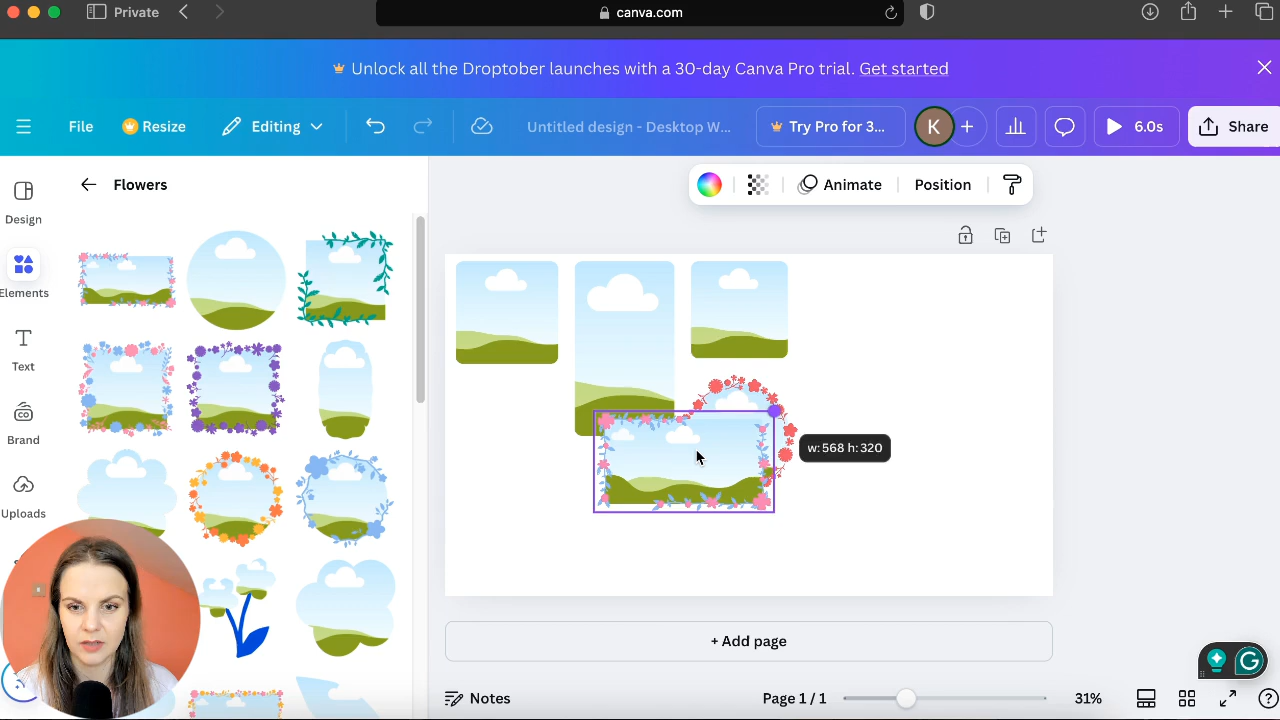 Private
canva.com
Unlock all the Droptober launches with a 30-day Canva Pro trial. Get started
File
Resize
Editing
Untitled design - Desktop W...
Try Pro for 3...
K
6.0s
Share
Design
Elements
Text
Brand
Uploads
Flowers
Animate
Position
w: 568 h: 320
+ Add page
Notes
Page 1 / 1
31%